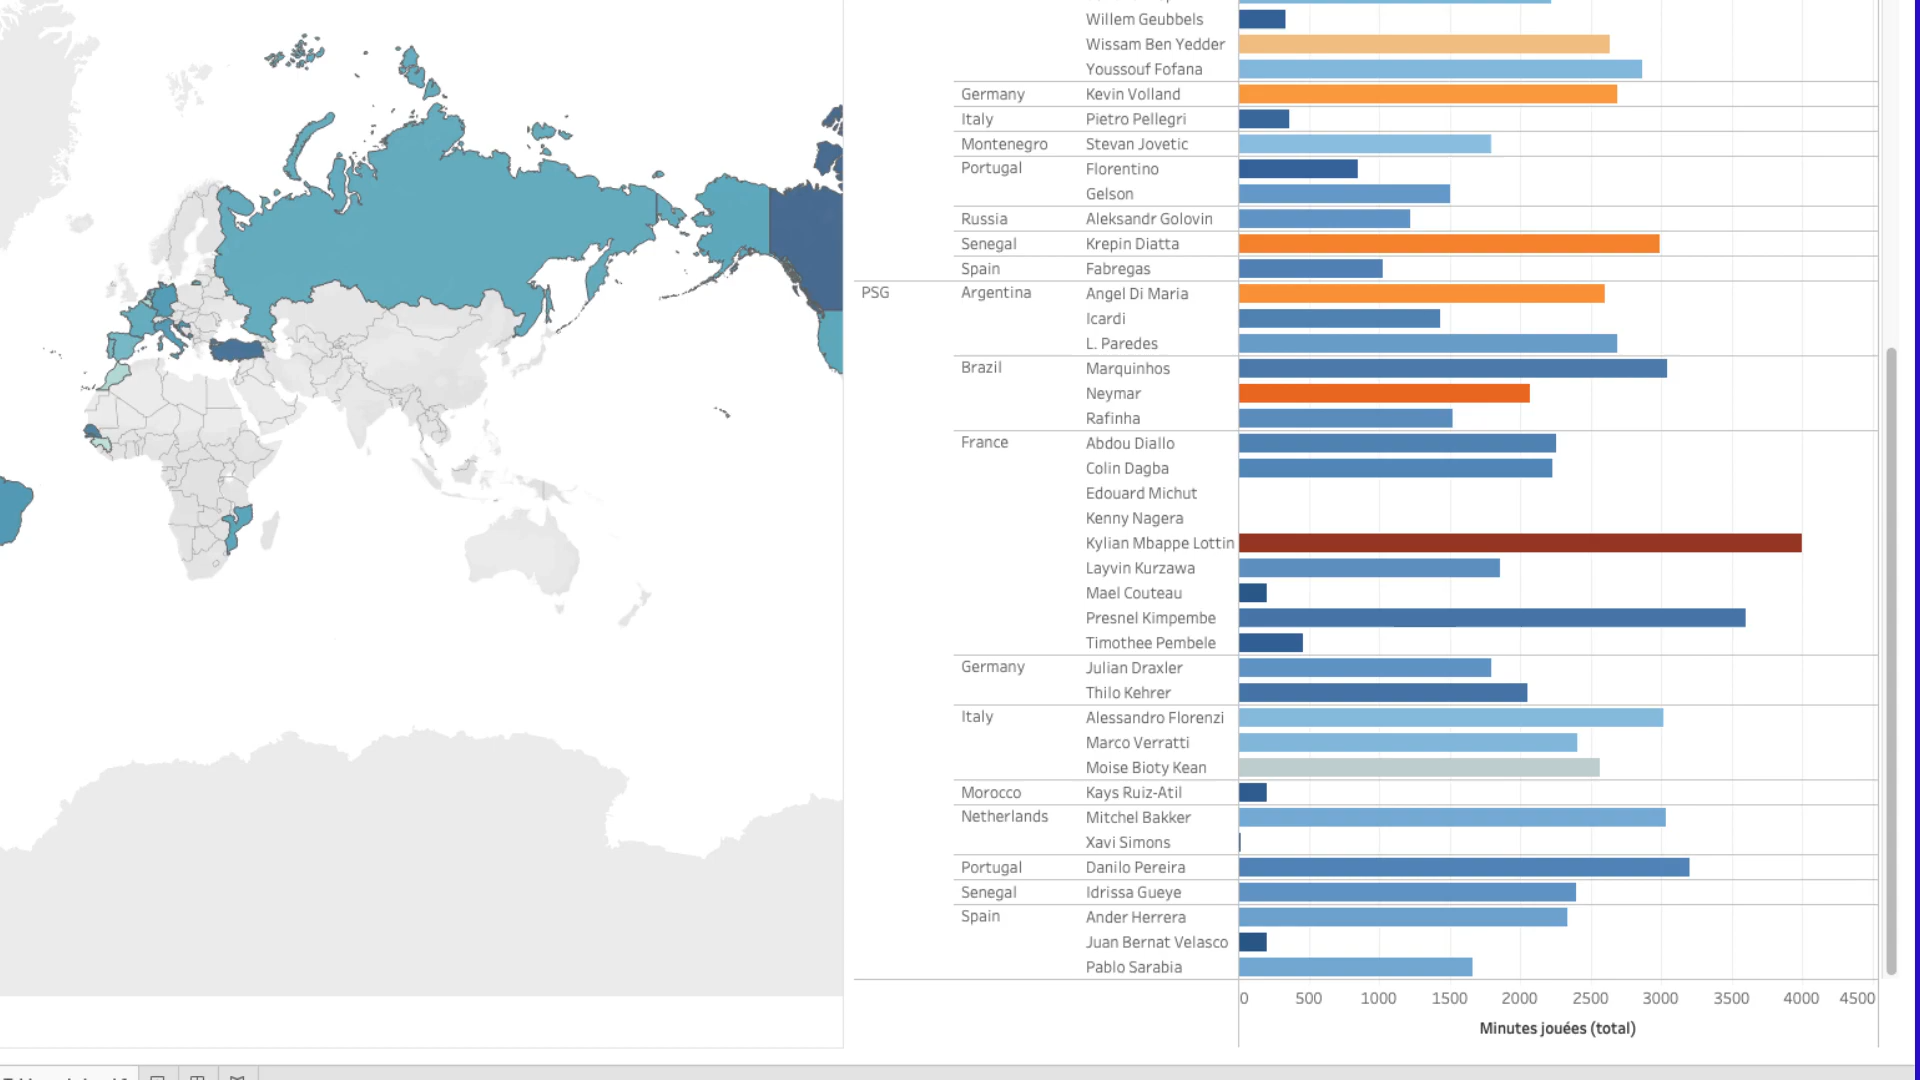 Willem Geubbels
Wissam Ben Yedder
Youssouf Fofana
Germany Kevin Volland
Italy Pietro Pellegri
Montenegro Stevan Jovetic
Portugal Florentino
Gelson
Russia Aleksandr Golovin
Senegal Krepin Diatta
Spain Fabregas
PSG Argentina Angel Di Maria
Icardi
L. Paredes
Brazil Marquinhos
Neymar
Rafinha
France Abdou Diallo
Colin Dagba
Edouard Michut
Kenny Nagera
Kylian Mbappe Lottin
Layvin Kurzawa
Mael Couteau
Presnel Kimpembe
Timothee Pembele
Germany Julian Draxler
Thilo Kehrer
Italy Alessandro Florenzi
Marco Verratti
Moise Bioty Kean
Morocco Kays Ruiz-Atil
Netherlands Mitchel Bakker
Xavi Simons
Portugal Danilo Pereira
Senegal Idrissa Gueye
Spain Ander Herrera
Juan Bernat Velasco
Pablo Sarabia
0 500 1000 1500 2000 2500 3000 3500 4000 4500
Minutes jouées (total)